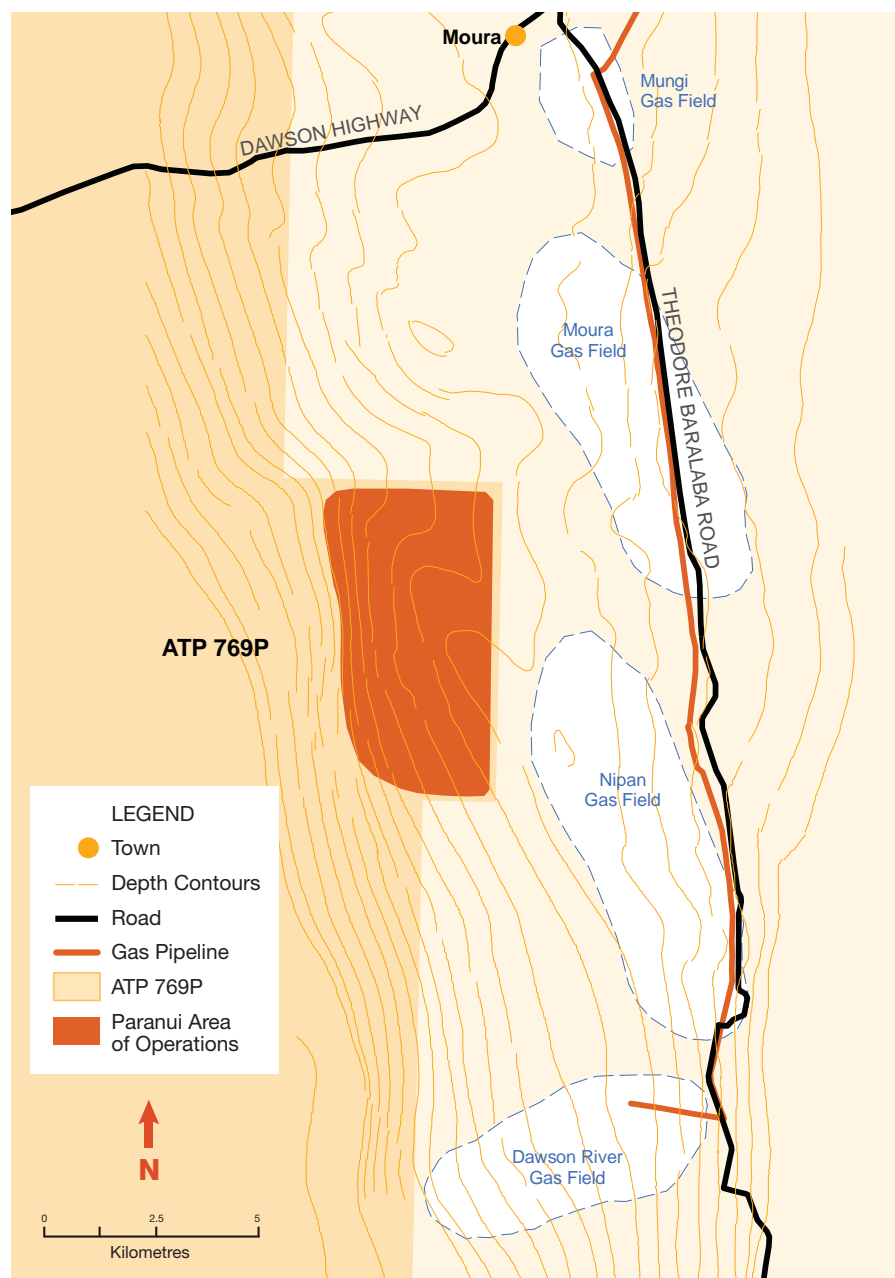 Moura
Mungi
Gas Field
DAWSON HIGHWAY
THEODORE BARALABA ROAD
Moura
Gas Field
ATP 769P
Nipan
Gas Field
LEGEND
Town
Depth Contours
Road
Gas Pipeline
ATP 769P
Paranui Area
of Operations
N
Dawson River
Gas Field
0 2.5 5
Kilometres